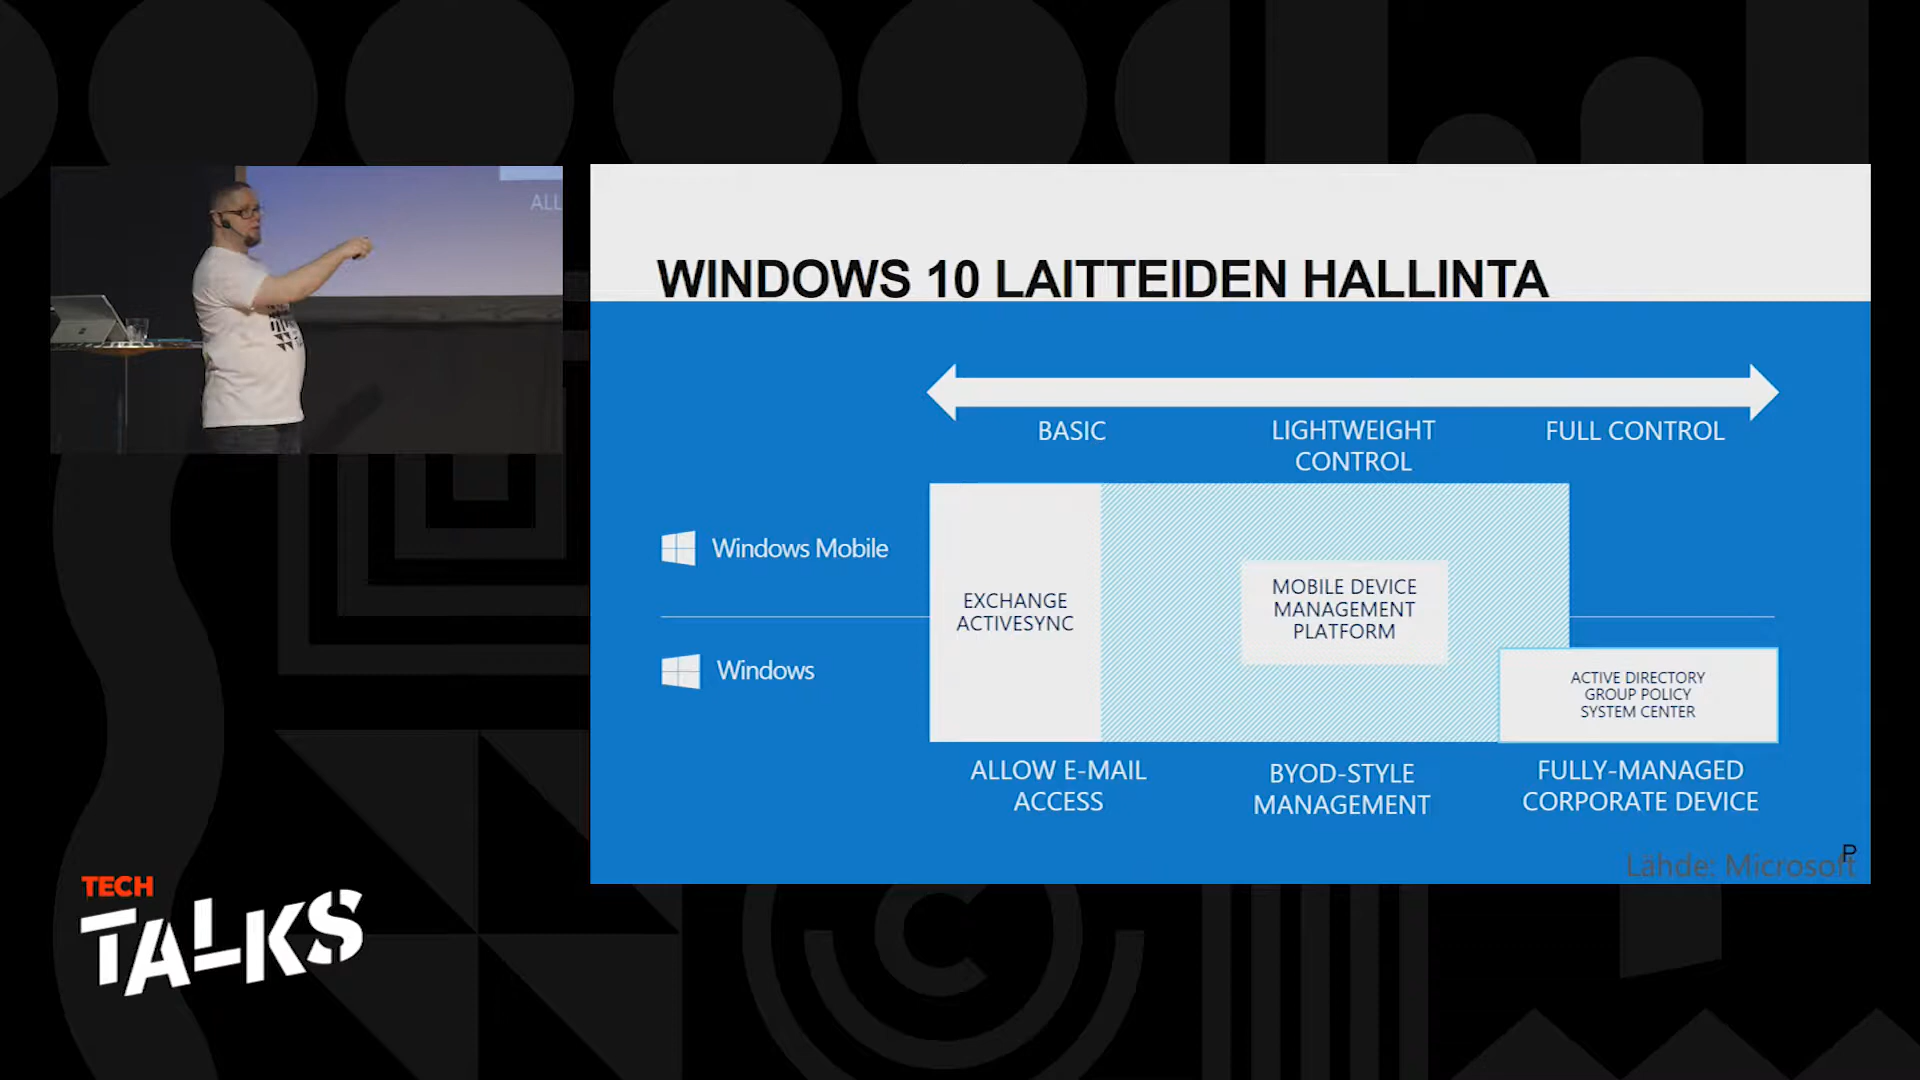 ALL
WINDOWS 10 LAITTEIDEN HALLINTA
BASIC
LIGHTWEIGHT
CONTROL
FULL CONTROL
Windows Mobile
Windows
EXCHANGE
ACTIVESYNC
MOBILE DEVICE
MANAGEMENT
PLATFORM
ACTIVE DIRECTORY
GROUP POLICY
SYSTEM CENTER
ALLOW E-MAIL
ACCESS
BYOD-STYLE
MANAGEMENT
FULLY-MANAGED
CORPORATE DEVICE
P
Lähde: Microsoft
TECH
TALKS